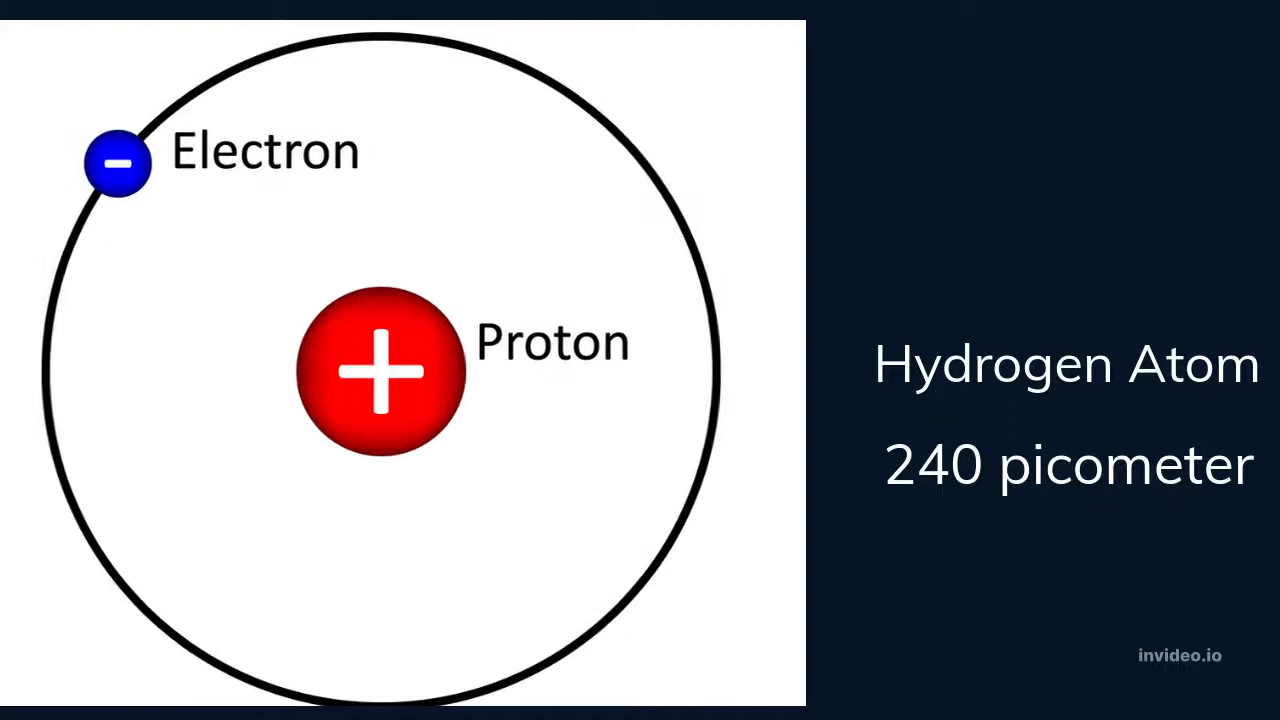 -
Electron
+
Proton
Hydrogen Atom
240 picometer
invideo.io